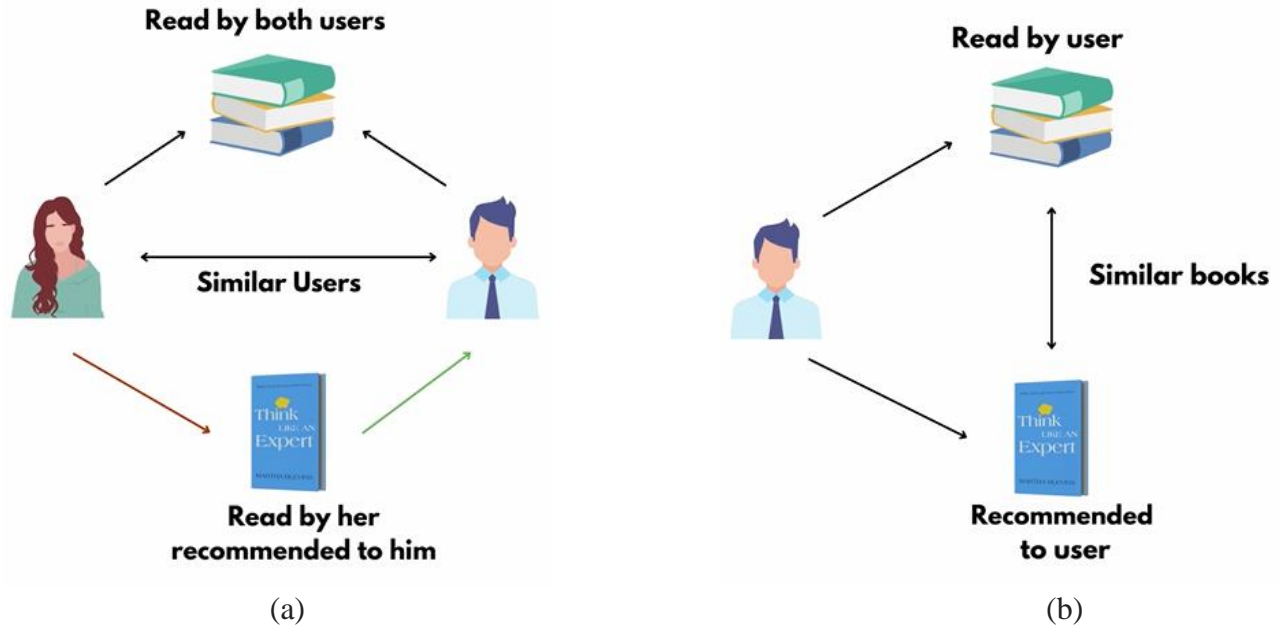 Read by both users
Similar Users
Think
LIKE AN
Expert
Read by her
recommended to him
(a)
Read by user
Similar books
Think
LIKE AN
Expert
Recommended
to user
(b)